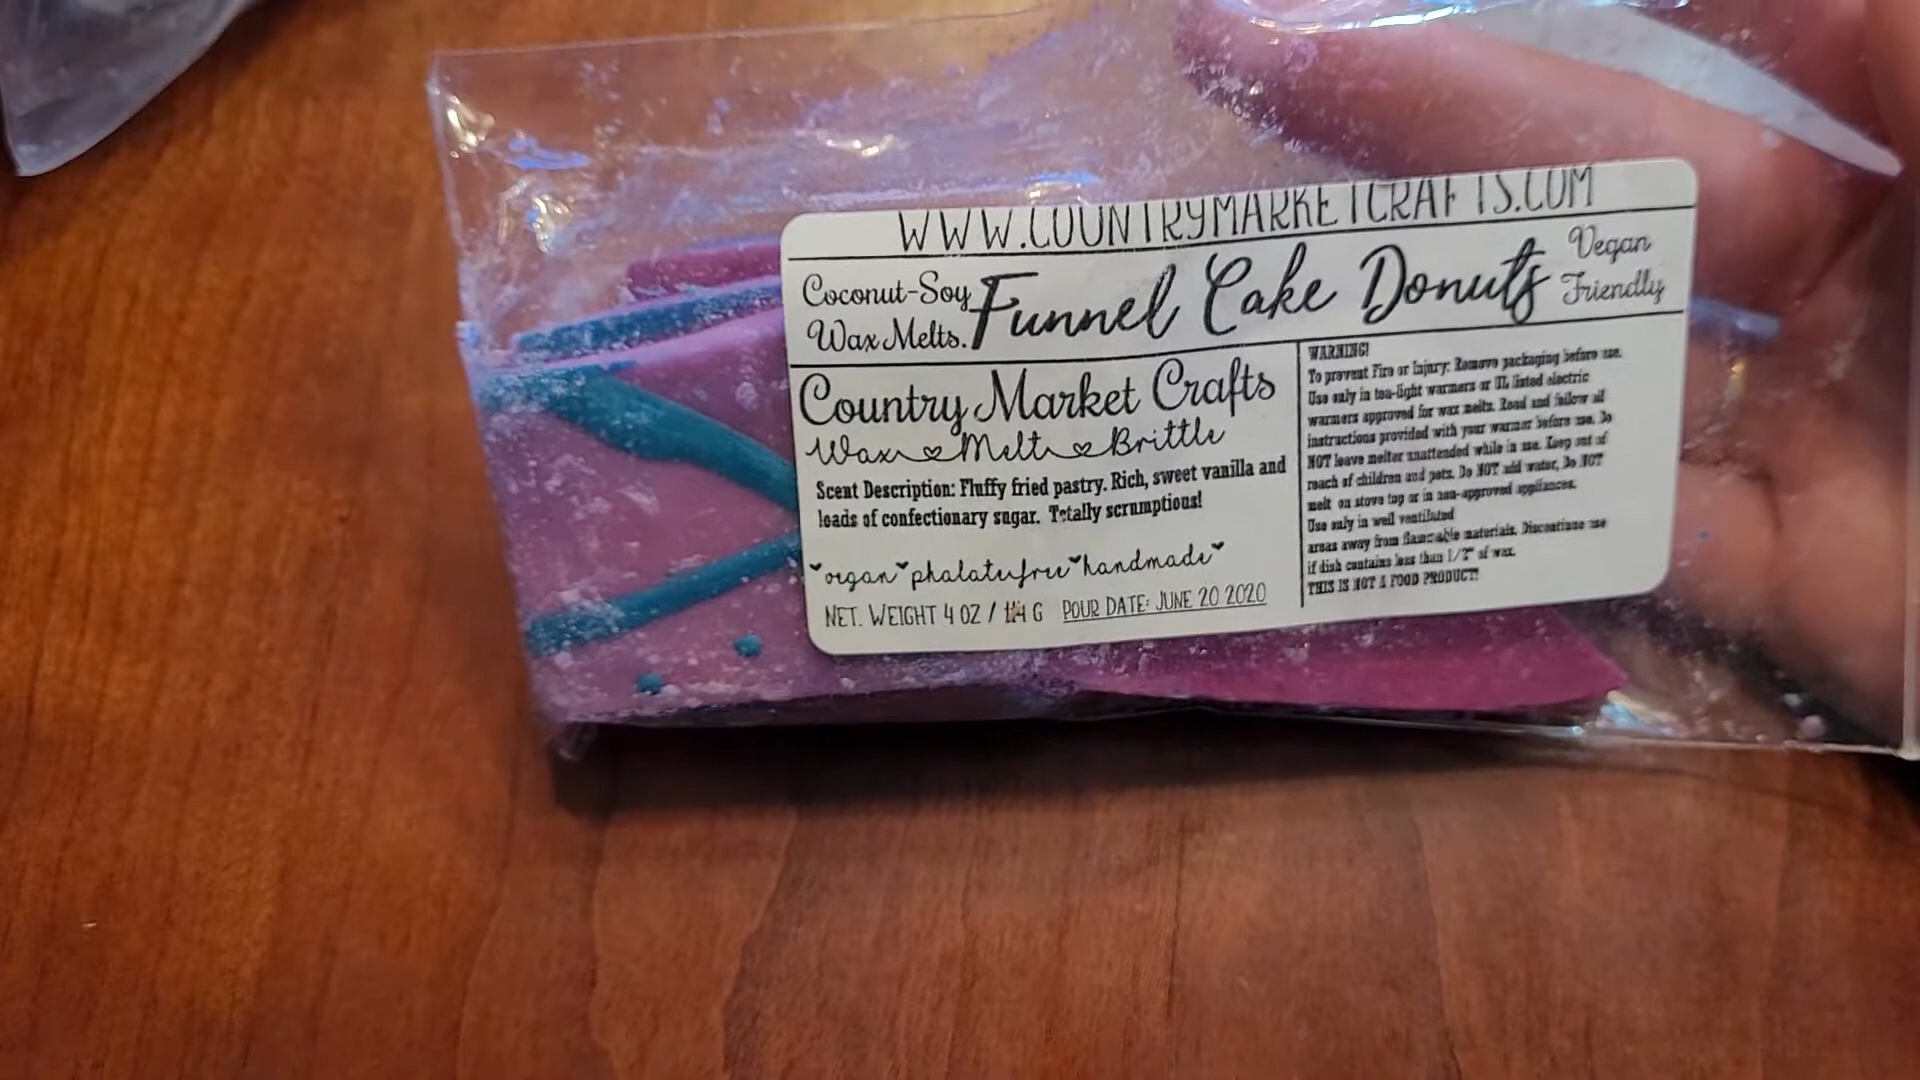 WWW.COUNTRYMARKETCRAFTS.COM
Coconut-Soy
Wax Melts.
Funnel Cake Donuts
Vegan
Friendly
Country Market Crafts
Wax Melt Brittle
Scent Description: Fluffy fried pastry. Rich, sweet vanilla and
loads of confectionary sugar. Totally scrumptious!
vegan phalatefree handmade
NET. WEIGHT 4 OZ / G POUR DATE: JUNE 20 2020
WARNING!
To prevent Fire or Injury: Remove packaging before use.
Use only in tea-light warmers or UL listed electric
warmers approved for wax melts. Read and follow all
instructions provided with your warmer before use. Do
NOT leave melter unattended while in use. Keep out of
reach of children and pets. Do NOT add water, Do NOT
melt on stove top or in non-approved appliances.
Use only in well ventilated
areas away from flammable materials. Discontinue use
if dish contains less than 1/2" of wax.
THIS IS NOT A FOOD PRODUCT!